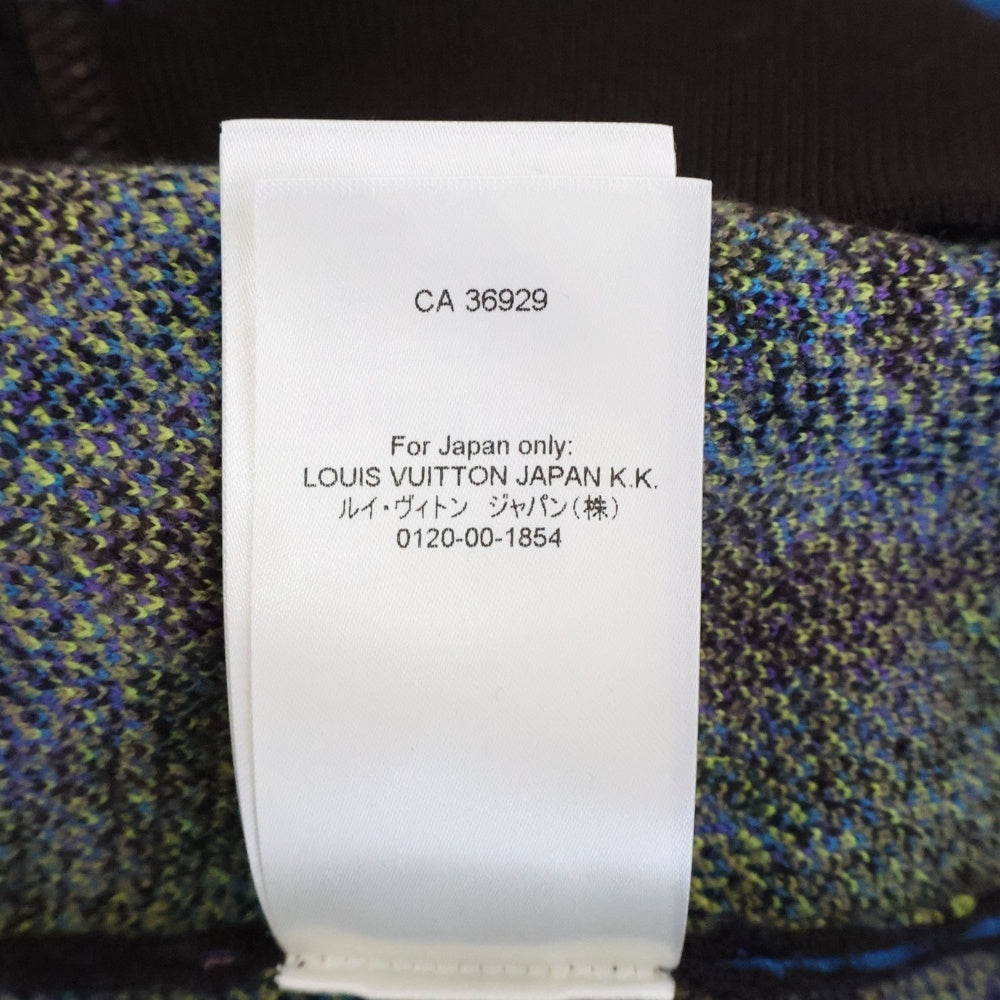 CA 36929
For Japan only:
LOUIS VUITTON JAPAN K.K.
ルイ・ヴィトン ジャパン(株)
0120-00-1854